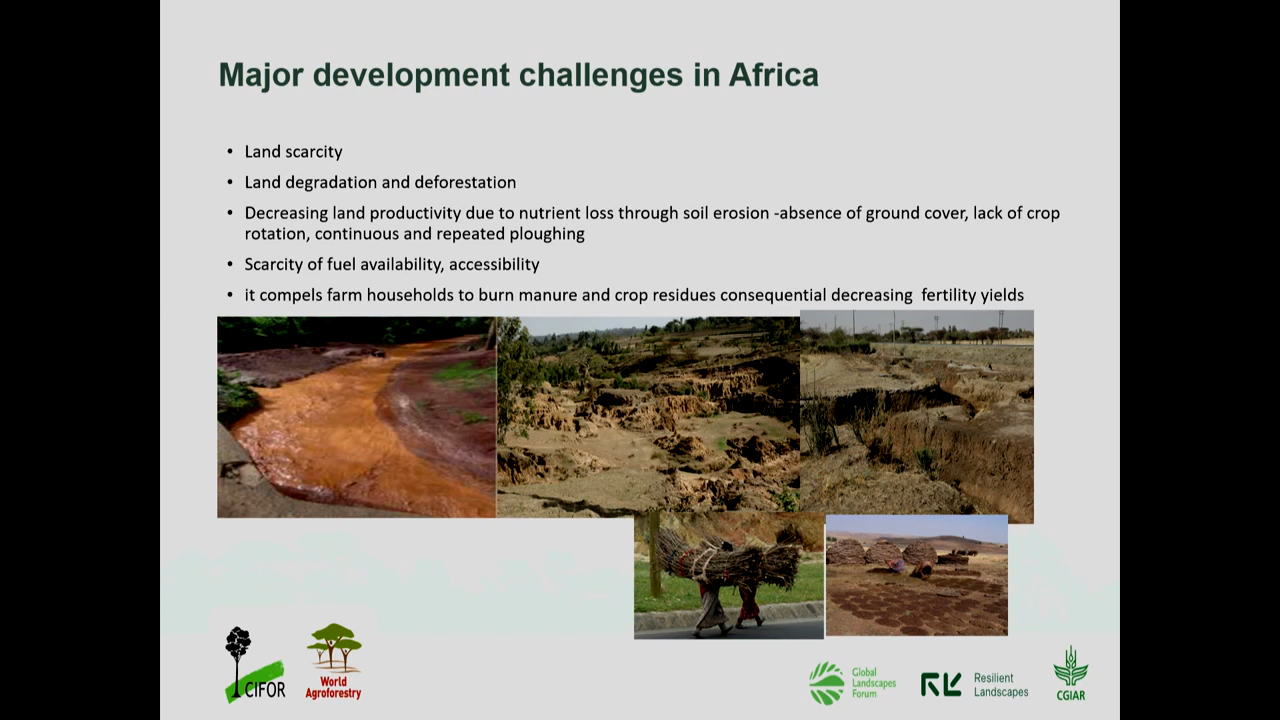 Major development challenges in Africa
• Land scarcity
• Land degradation and deforestation
• Decreasing land productivity due to nutrient loss through soil erosion -absence of ground cover, lack of crop
rotation, continuous and repeated ploughing
• Scarcity of fuel availability, accessibility
• it compels farm households to burn manure and crop residues consequential decreasing  fertility yields
CIFOR
World
Agroforestry
Global
Landscapes
Forum
Resilient
Landscapes
CGIAR